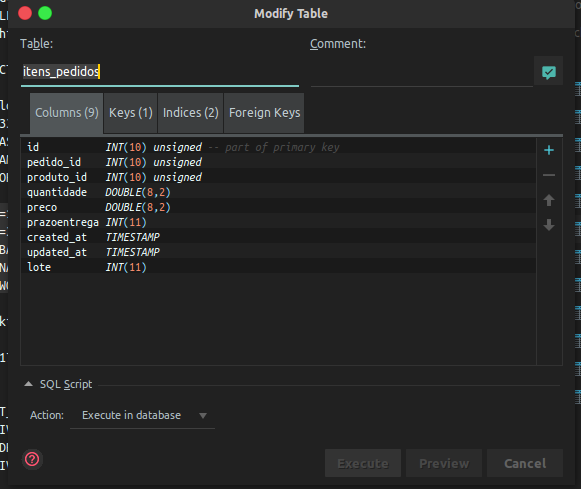 Modify Table
Table:
Comment:
itens_pedidos
Columns (9) Keys (1) Indices (2) Foreign Keys
id INT(10) unsigned -- part of primary key
pedido_id INT(10) unsigned
produto_id INT(10) unsigned
quantidade DOUBLE(8,2)
preco DOUBLE(8,2)
prazoentrega INT(11)
created_at TIMESTAMP
updated_at TIMESTAMP
lote INT(11)
SQL Script
Action: Execute in database
Execute Preview Cancel